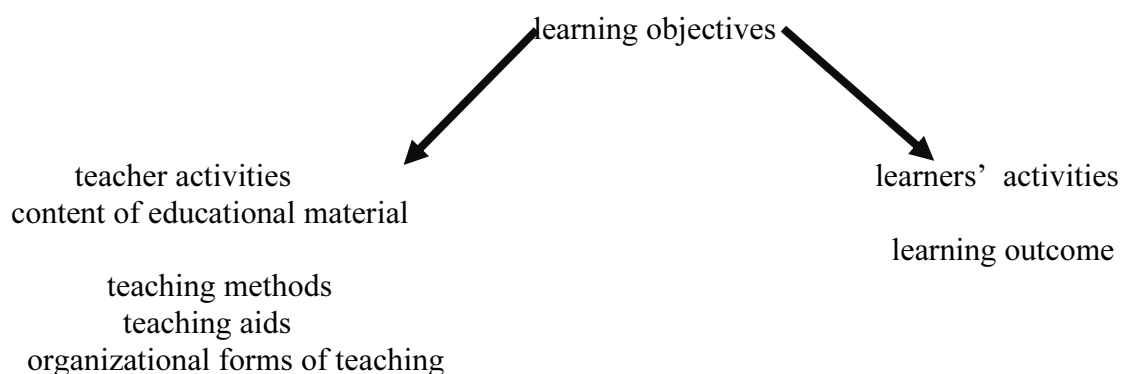 learning objectives
teacher activities
content of educational material
teaching methods
teaching aids
organizational forms of teaching
learners’ activities
learning outcome